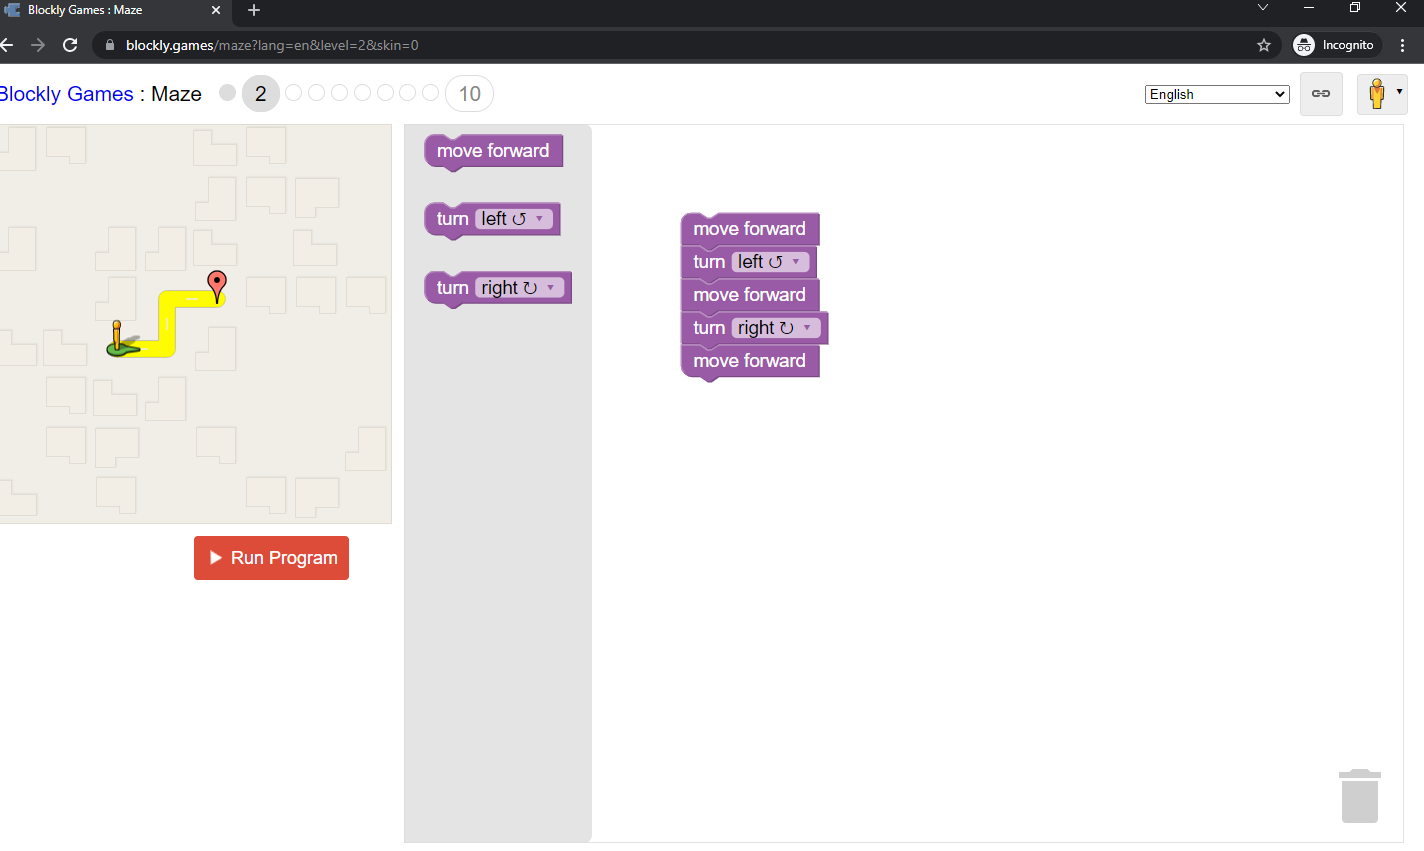 Blockly Games : Maze
blockly.games/maze?lang=en&level=2&skin=0
Incognito
Blockly Games : Maze
2
10
English
move forward
turn left ↺
turn right ↻
move forward
turn left ↺
move forward
turn right ↻
move forward
Run Program